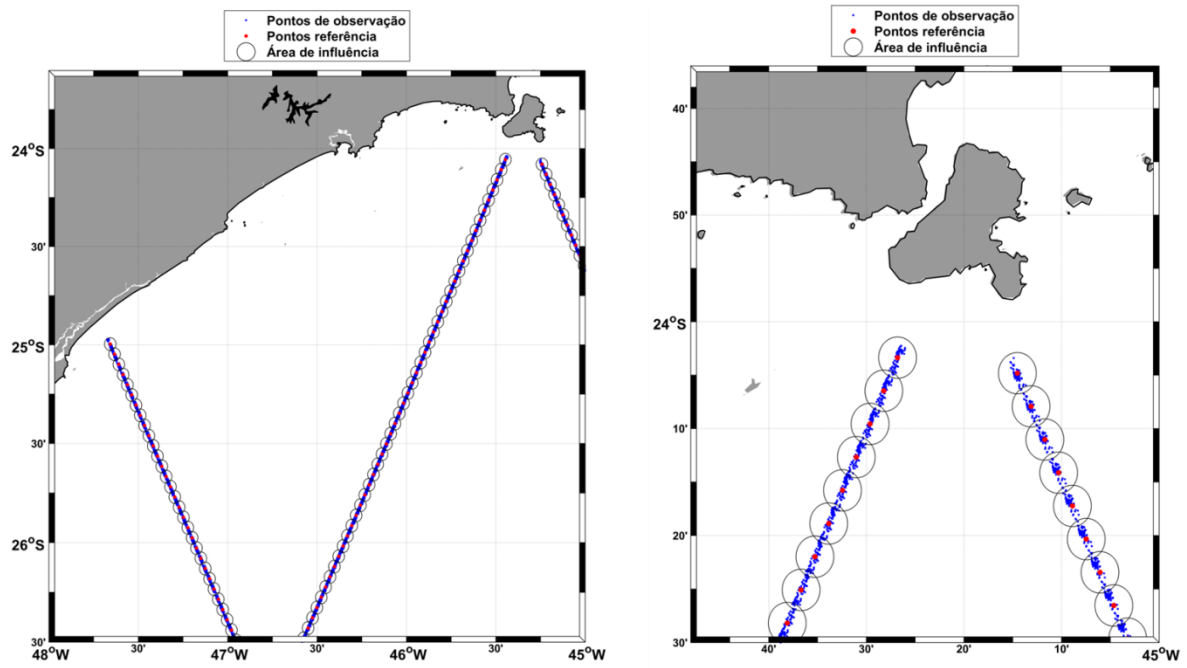 Pontos de observação
Pontos referência
Área de influência
24°S
30'
25°S
30'
26°S
30'
48°W
30'
47°W
30'
46°W
30'
45°W
Pontos de observação
Pontos referência
Área de influência
40'
50'
24°S
10'
20'
30'
40'
30'
20'
10'
45°W